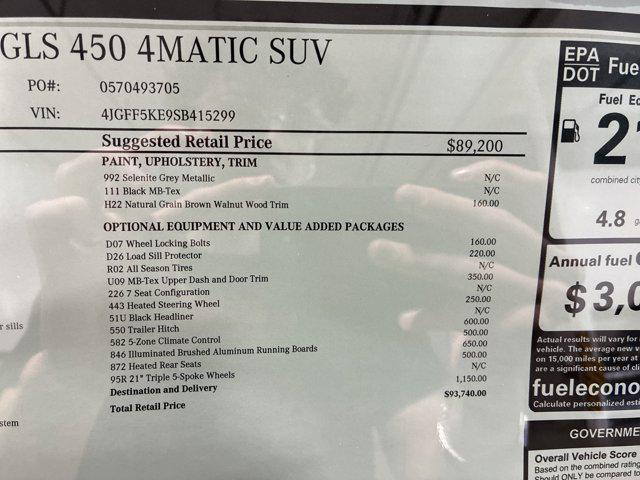 GLS 450 4MATIC SUV
PO#: 0570493705
VIN: 4JGFF5KE9SB415299
Suggested Retail Price $89,200
PAINT, UPHOLSTERY, TRIM
992 Selenite Grey Metallic N/C
111 Black MB-Tex N/C
H22 Natural Grain Brown Walnut Wood Trim 160.00
OPTIONAL EQUIPMENT AND VALUE ADDED PACKAGES
D07 Wheel Locking Bolts 160.00
D26 Load Sill Protector 220.00
R02 All Season Tires N/C
U09 MB-Tex Upper Dash and Door Trim 350.00
226 7 Seat Configuration N/C
443 Heated Steering Wheel 250.00
51U Black Headliner N/C
550 Trailer Hitch 600.00
582 5-Zone Climate Control 500.00
846 Illuminated Brushed Aluminum Running Boards 650.00
872 Heated Rear Seats 500.00
95R 21" Triple 5-Spoke Wheels N/C
Destination and Delivery 1,150.00
Total Retail Price $93,740.00
r sills
stem
EPA
DOT
Fue
Fuel Ec
2
combined cit
4.8
Annual fuel
$3,0
Actual results will vary for
vehicle. The average new v
on 15,000 miles per year at
are a significant cause of cli
fuelecono
Calculate personalized esti
GOVERNME
Overall Vehicle Score
Based on the combined rating
Should ONLY be compared to